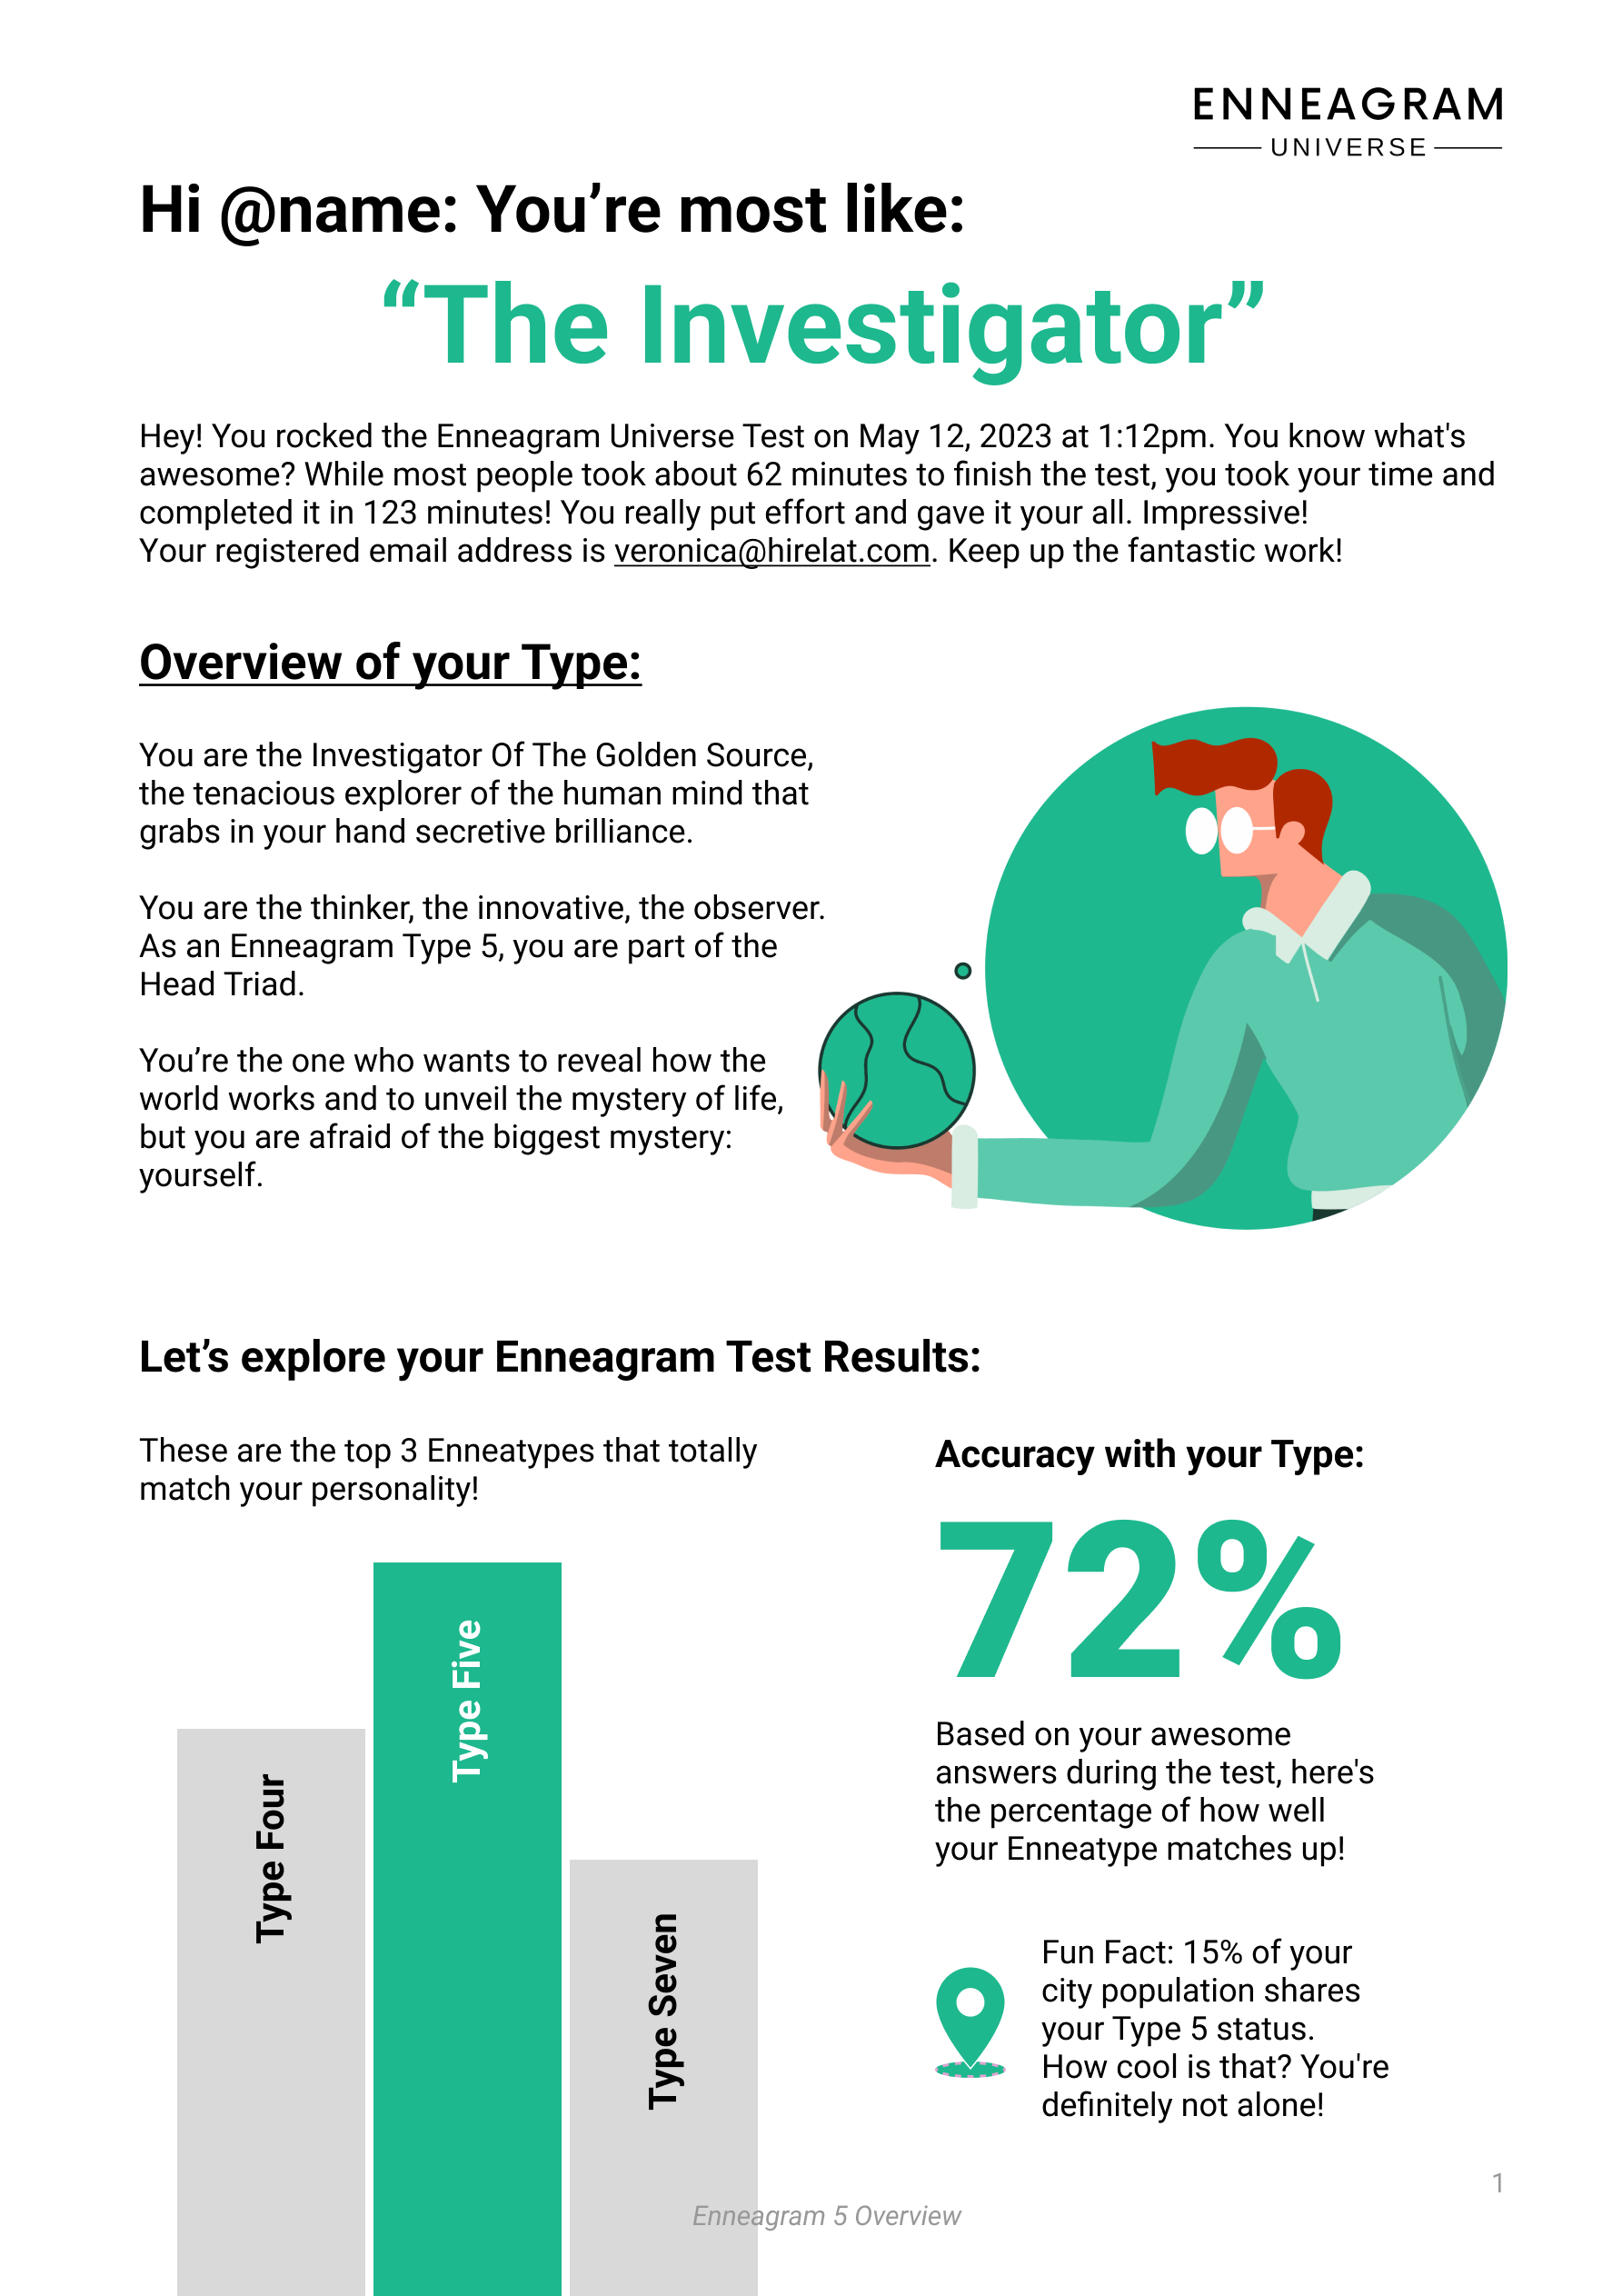 ENNEAGRAM
UNIVERSE
Hi @name: You’re most like:
“The Investigator”
Hey! You rocked the Enneagram Universe Test on May 12, 2023 at 1:12pm. You know what's
awesome? While most people took about 62 minutes to finish the test, you took your time and
completed it in 123 minutes! You really put effort and gave it your all. Impressive!
Your registered email address is veronica@hirelat.com. Keep up the fantastic work!
Overview of your Type:
You are the Investigator Of The Golden Source,
the tenacious explorer of the human mind that
grabs in your hand secretive brilliance.
You are the thinker, the innovative, the observer.
As an Enneagram Type 5, you are part of the
Head Triad.
You’re the one who wants to reveal how the
world works and to unveil the mystery of life,
but you are afraid of the biggest mystery:
yourself.
Let’s explore your Enneagram Test Results:
These are the top 3 Enneatypes that totally
match your personality!
Type Four
Type Five
Type Seven
Accuracy with your Type:
72%
Based on your awesome
answers during the test, here's
the percentage of how well
your Enneatype matches up!
Fun Fact: 15% of your
city population shares
your Type 5 status.
How cool is that? You're
definitely not alone!
1
Enneagram 5 Overview